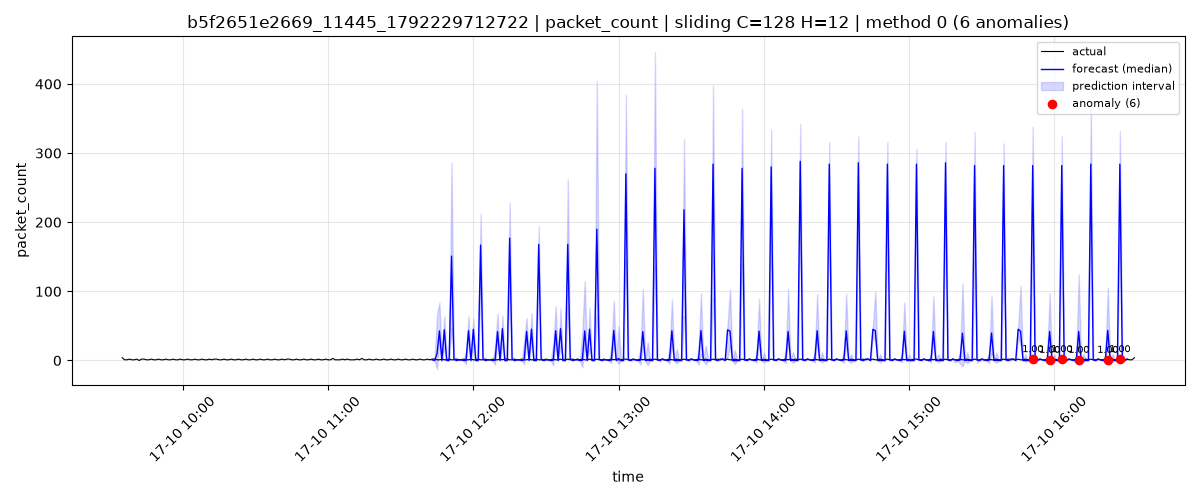 b5f2651e2669_11445_1792229712722 | packet_count | sliding C=128 H=12 | method 0 (6 anomalies)
actual
forecast (median)
prediction interval
anomaly (6)
packet_count
400
300
200
100
0
1.00
17-10 10:00
17-10 11:00
17-10 12:00
17-10 13:00
17-10 14:00
17-10 15:00
17-10 16:00
time